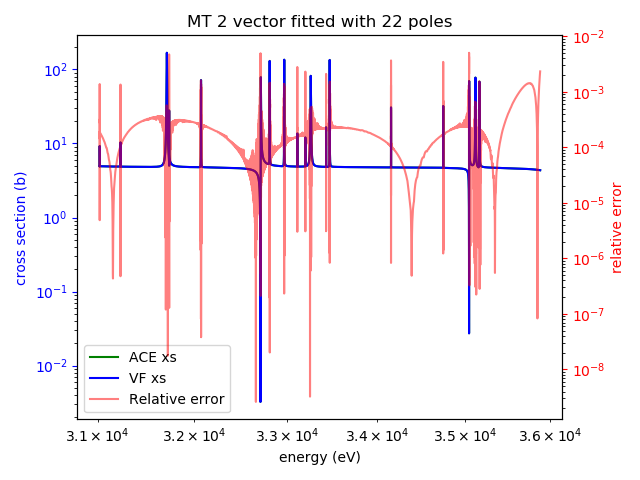 MT 2 vector fitted with 22 poles
cross section (b)
10²
10¹
10⁰
10⁻¹
10⁻²
10⁻²
10⁻³
10⁻⁴
10⁻⁵
10⁻⁶
10⁻⁷
10⁻⁸
relative error
ACE xs
VF xs
Relative error
3.1 × 10⁴ 3.2 × 10⁴ 3.3 × 10⁴ 3.4 × 10⁴ 3.5 × 10⁴ 3.6 × 10⁴
energy (eV)